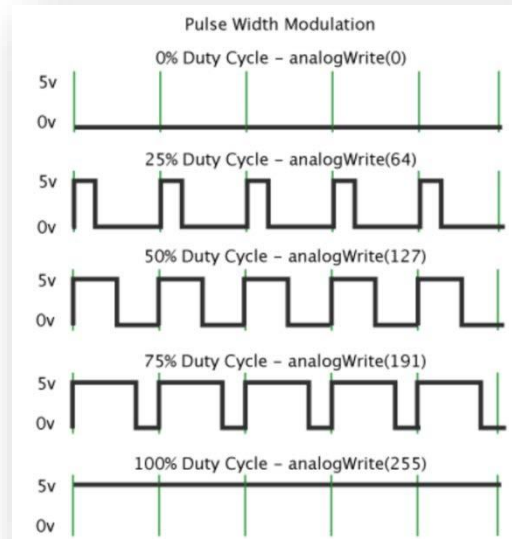 Pulse Width Modulation
0% Duty Cycle – analogWrite(0)
5v
0v
25% Duty Cycle – analogWrite(64)
5v
0v
50% Duty Cycle – analogWrite(127)
5v
0v
75% Duty Cycle – analogWrite(191)
5v
0v
100% Duty Cycle – analogWrite(255)
5v
0v